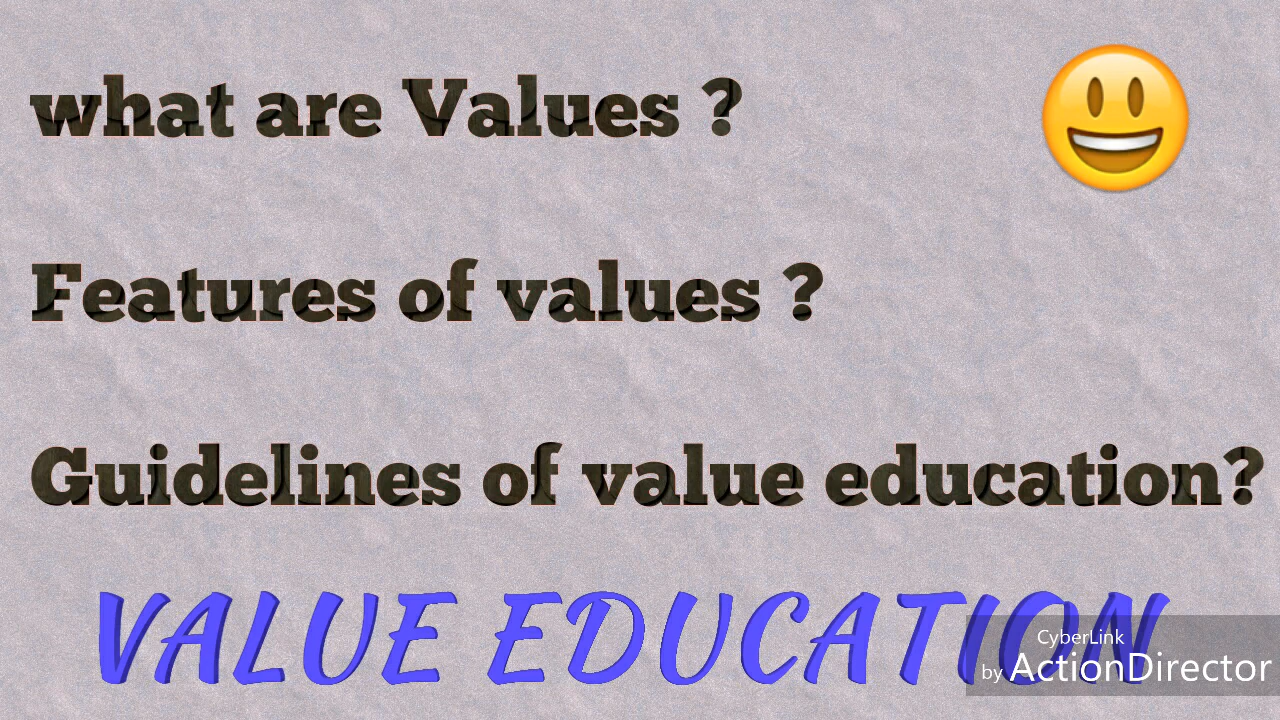 what are Values ?
Features of values ?
Guidelines of value education?
VALUE EDUCATION
CyberLink
by ActionDirector